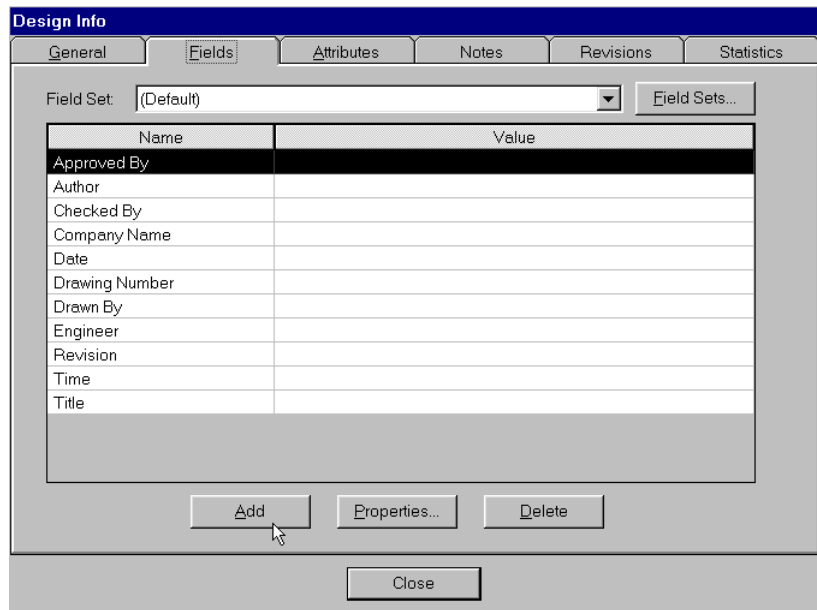 Design Info
General Fields Attributes Notes Revisions Statistics
Field Set: (Default) Field Sets...
Name Value
Approved By
Author
Checked By
Company Name
Date
Drawing Number
Drawn By
Engineer
Revision
Time
Title
Add Properties... Delete
Close